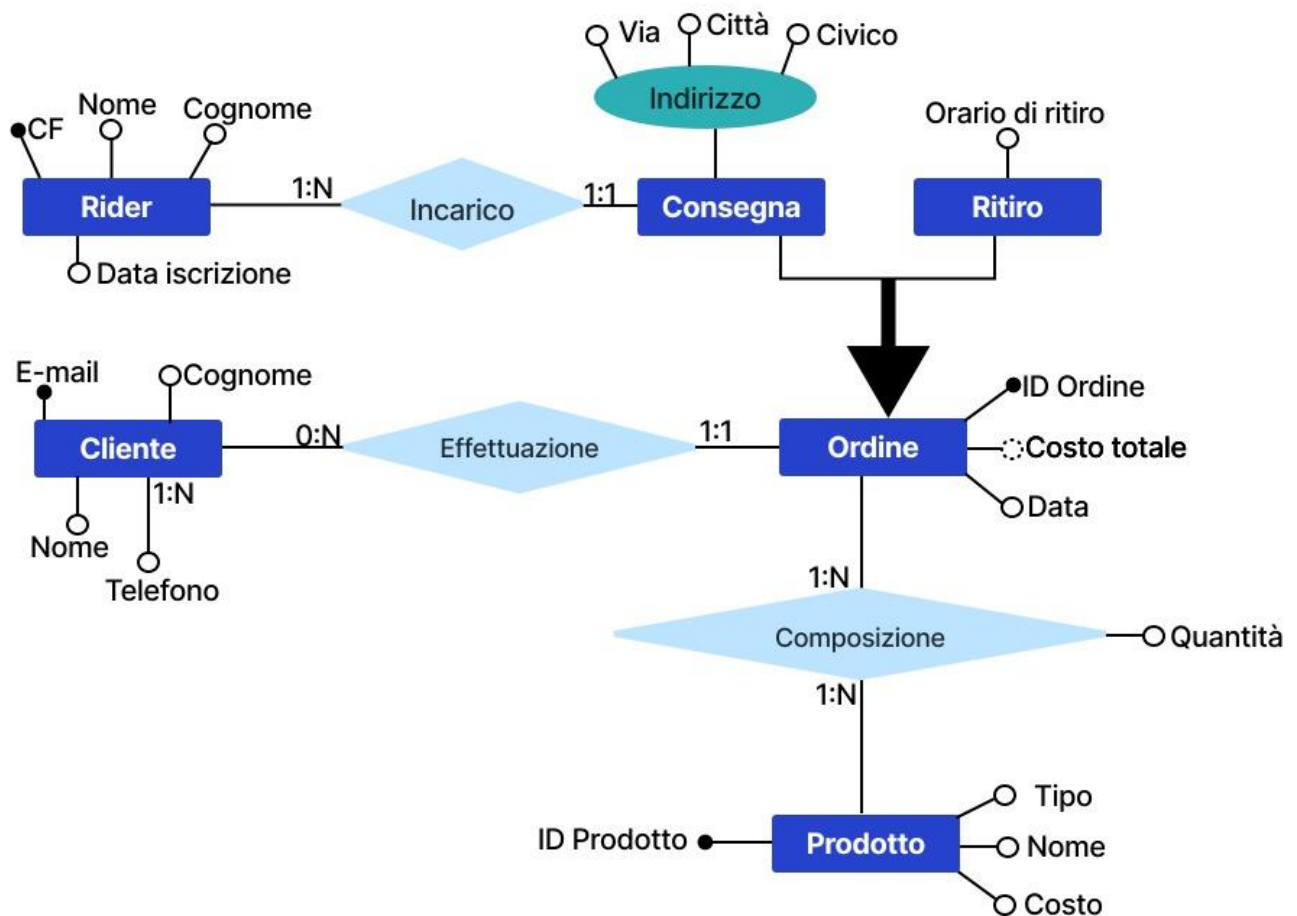 Via
Città
Civico
Indirizzo
Nome
Cognome
CF
Orario di ritiro
Rider
1:N
Incarico
1:1
Consegna
Ritiro
Data iscrizione
E-mail
Cognome
ID Ordine
Cliente
0:N
Effettuazione
1:1
Ordine
Costo totale
1:N
Data
Nome
Telefono
1:N
Composizione
Quantità
1:N
Tipo
ID Prodotto
Prodotto
Nome
Costo